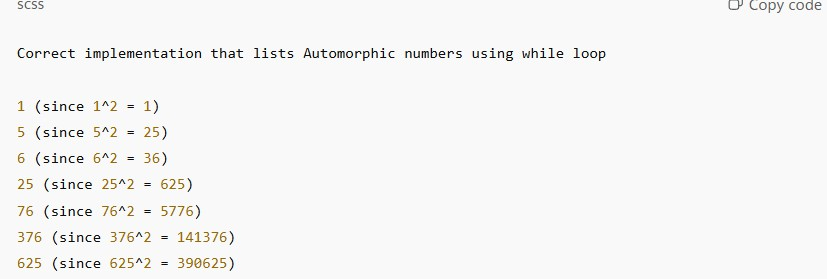 scss
Copy code
Correct implementation that lists Automorphic numbers using while loop
1 (since 1^2 = 1)
5 (since 5^2 = 25)
6 (since 6^2 = 36)
25 (since 25^2 = 625)
76 (since 76^2 = 5776)
376 (since 376^2 = 141376)
625 (since 625^2 = 390625)